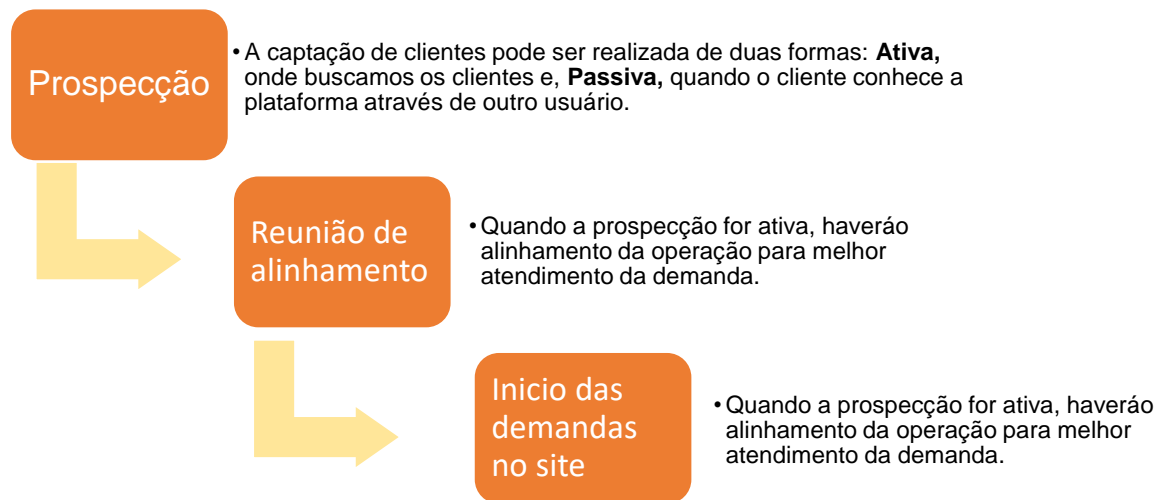 Prospecção
• A captação de clientes pode ser realizada de duas formas: Ativa,
onde buscamos os clientes e, Passiva, quando o cliente conhece a
plataforma através de outro usuário.
Reunião de
alinhamento
• Quando a prospecção for ativa, haveráo
alinhamento da operação para melhor
atendimento da demanda.
Inicio das
demandas
no site
• Quando a prospecção for ativa, haveráo
alinhamento da operação para melhor
atendimento da demanda.